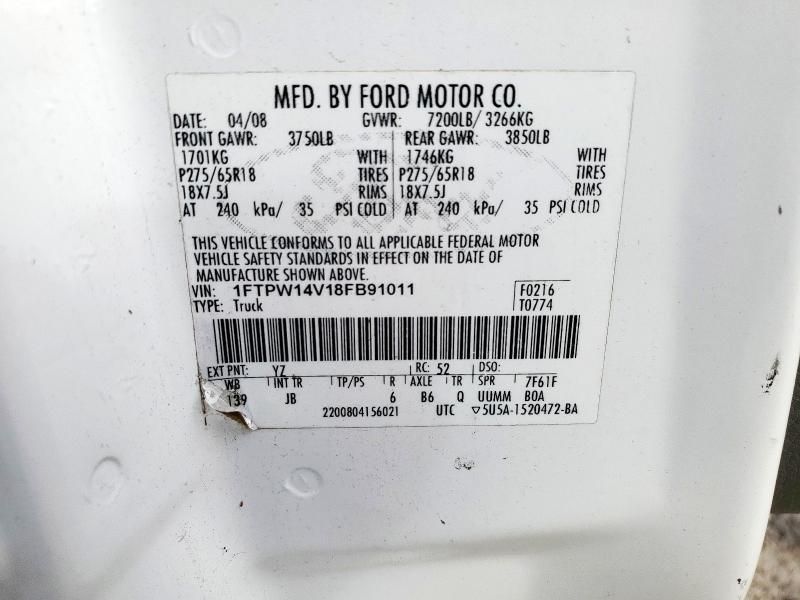 MFD. BY FORD MOTOR CO.
DATE: 04/08 GVWR: 7200LB/ 3266KG
FRONT GAWR: 3750LB REAR GAWR: 3850LB
1701KG WITH 1746KG WITH
P275/65R18 TIRES P275/65R18 TIRES
18X7.5J RIMS 18X7.5J RIMS
AT 240 kPa/ 35 PSI COLD AT 240 kPa/ 35 PSI COLD
THIS VEHICLE CONFORMS TO ALL APPLICABLE FEDERAL MOTOR
VEHICLE SAFETY STANDARDS IN EFFECT ON THE DATE OF
MANUFACTURE SHOWN ABOVE.
VIN: 1FTPW14V18FB91011 F0216
TYPE: Truck T0774
EXT PNT: YZ RC: 52 DSO:
WB INT TR TP/PS R AXLE TR SPR 7F61F
139 JB 6 B6 Q UUMM BOA
2200804156021 UTC ▽5U5A-1520472-BA